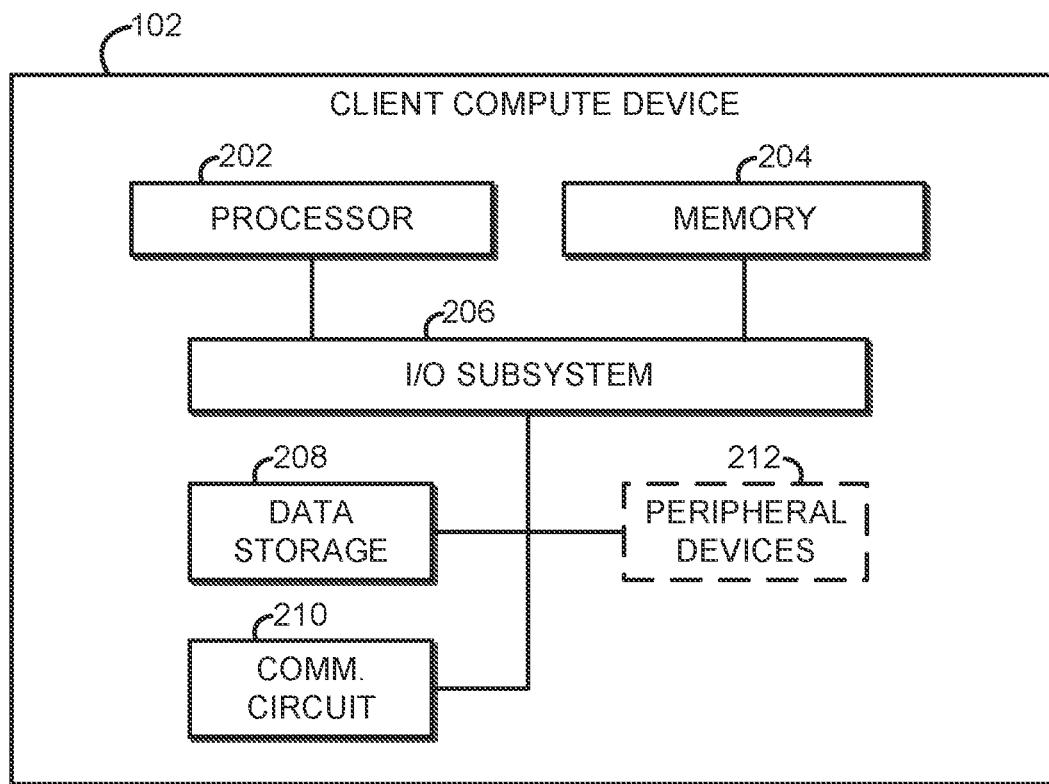 102
CLIENT COMPUTE DEVICE
202
204
PROCESSOR
MEMORY
206
I/O SUBSYSTEM
208
212
DATA
STORAGE
PERIPHERAL
DEVICES
210
COMM.
CIRCUIT